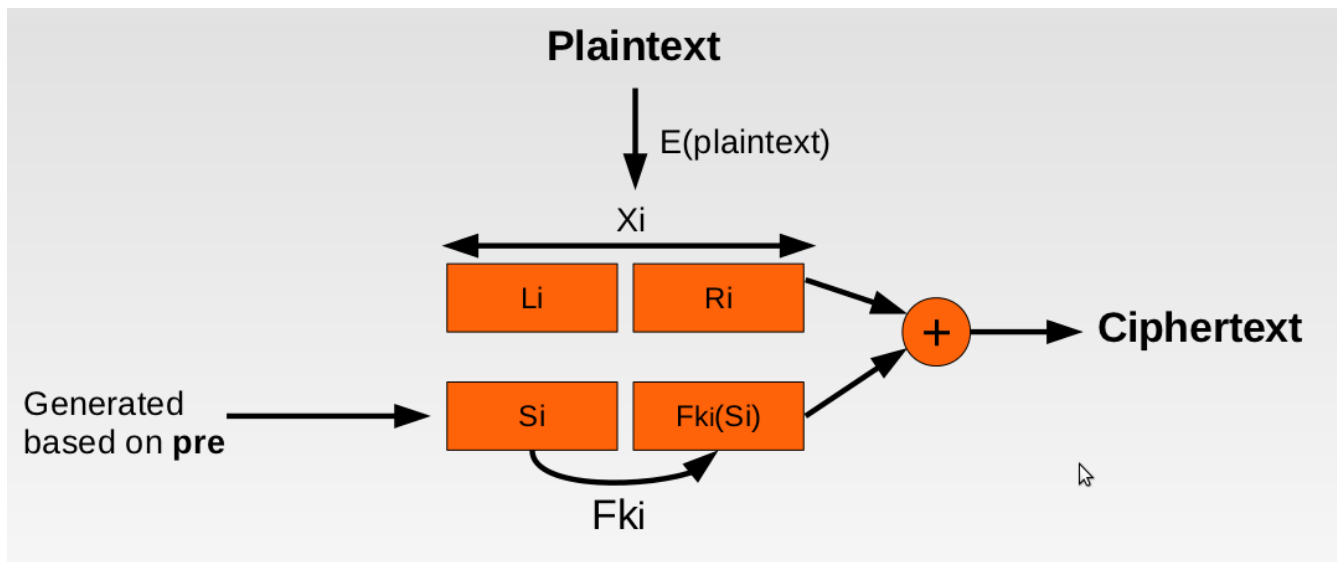 Plaintext
E(plaintext)
Xi
Li
Ri
+
Ciphertext
Generated
based on pre
Si
Fki(Si)
Fki